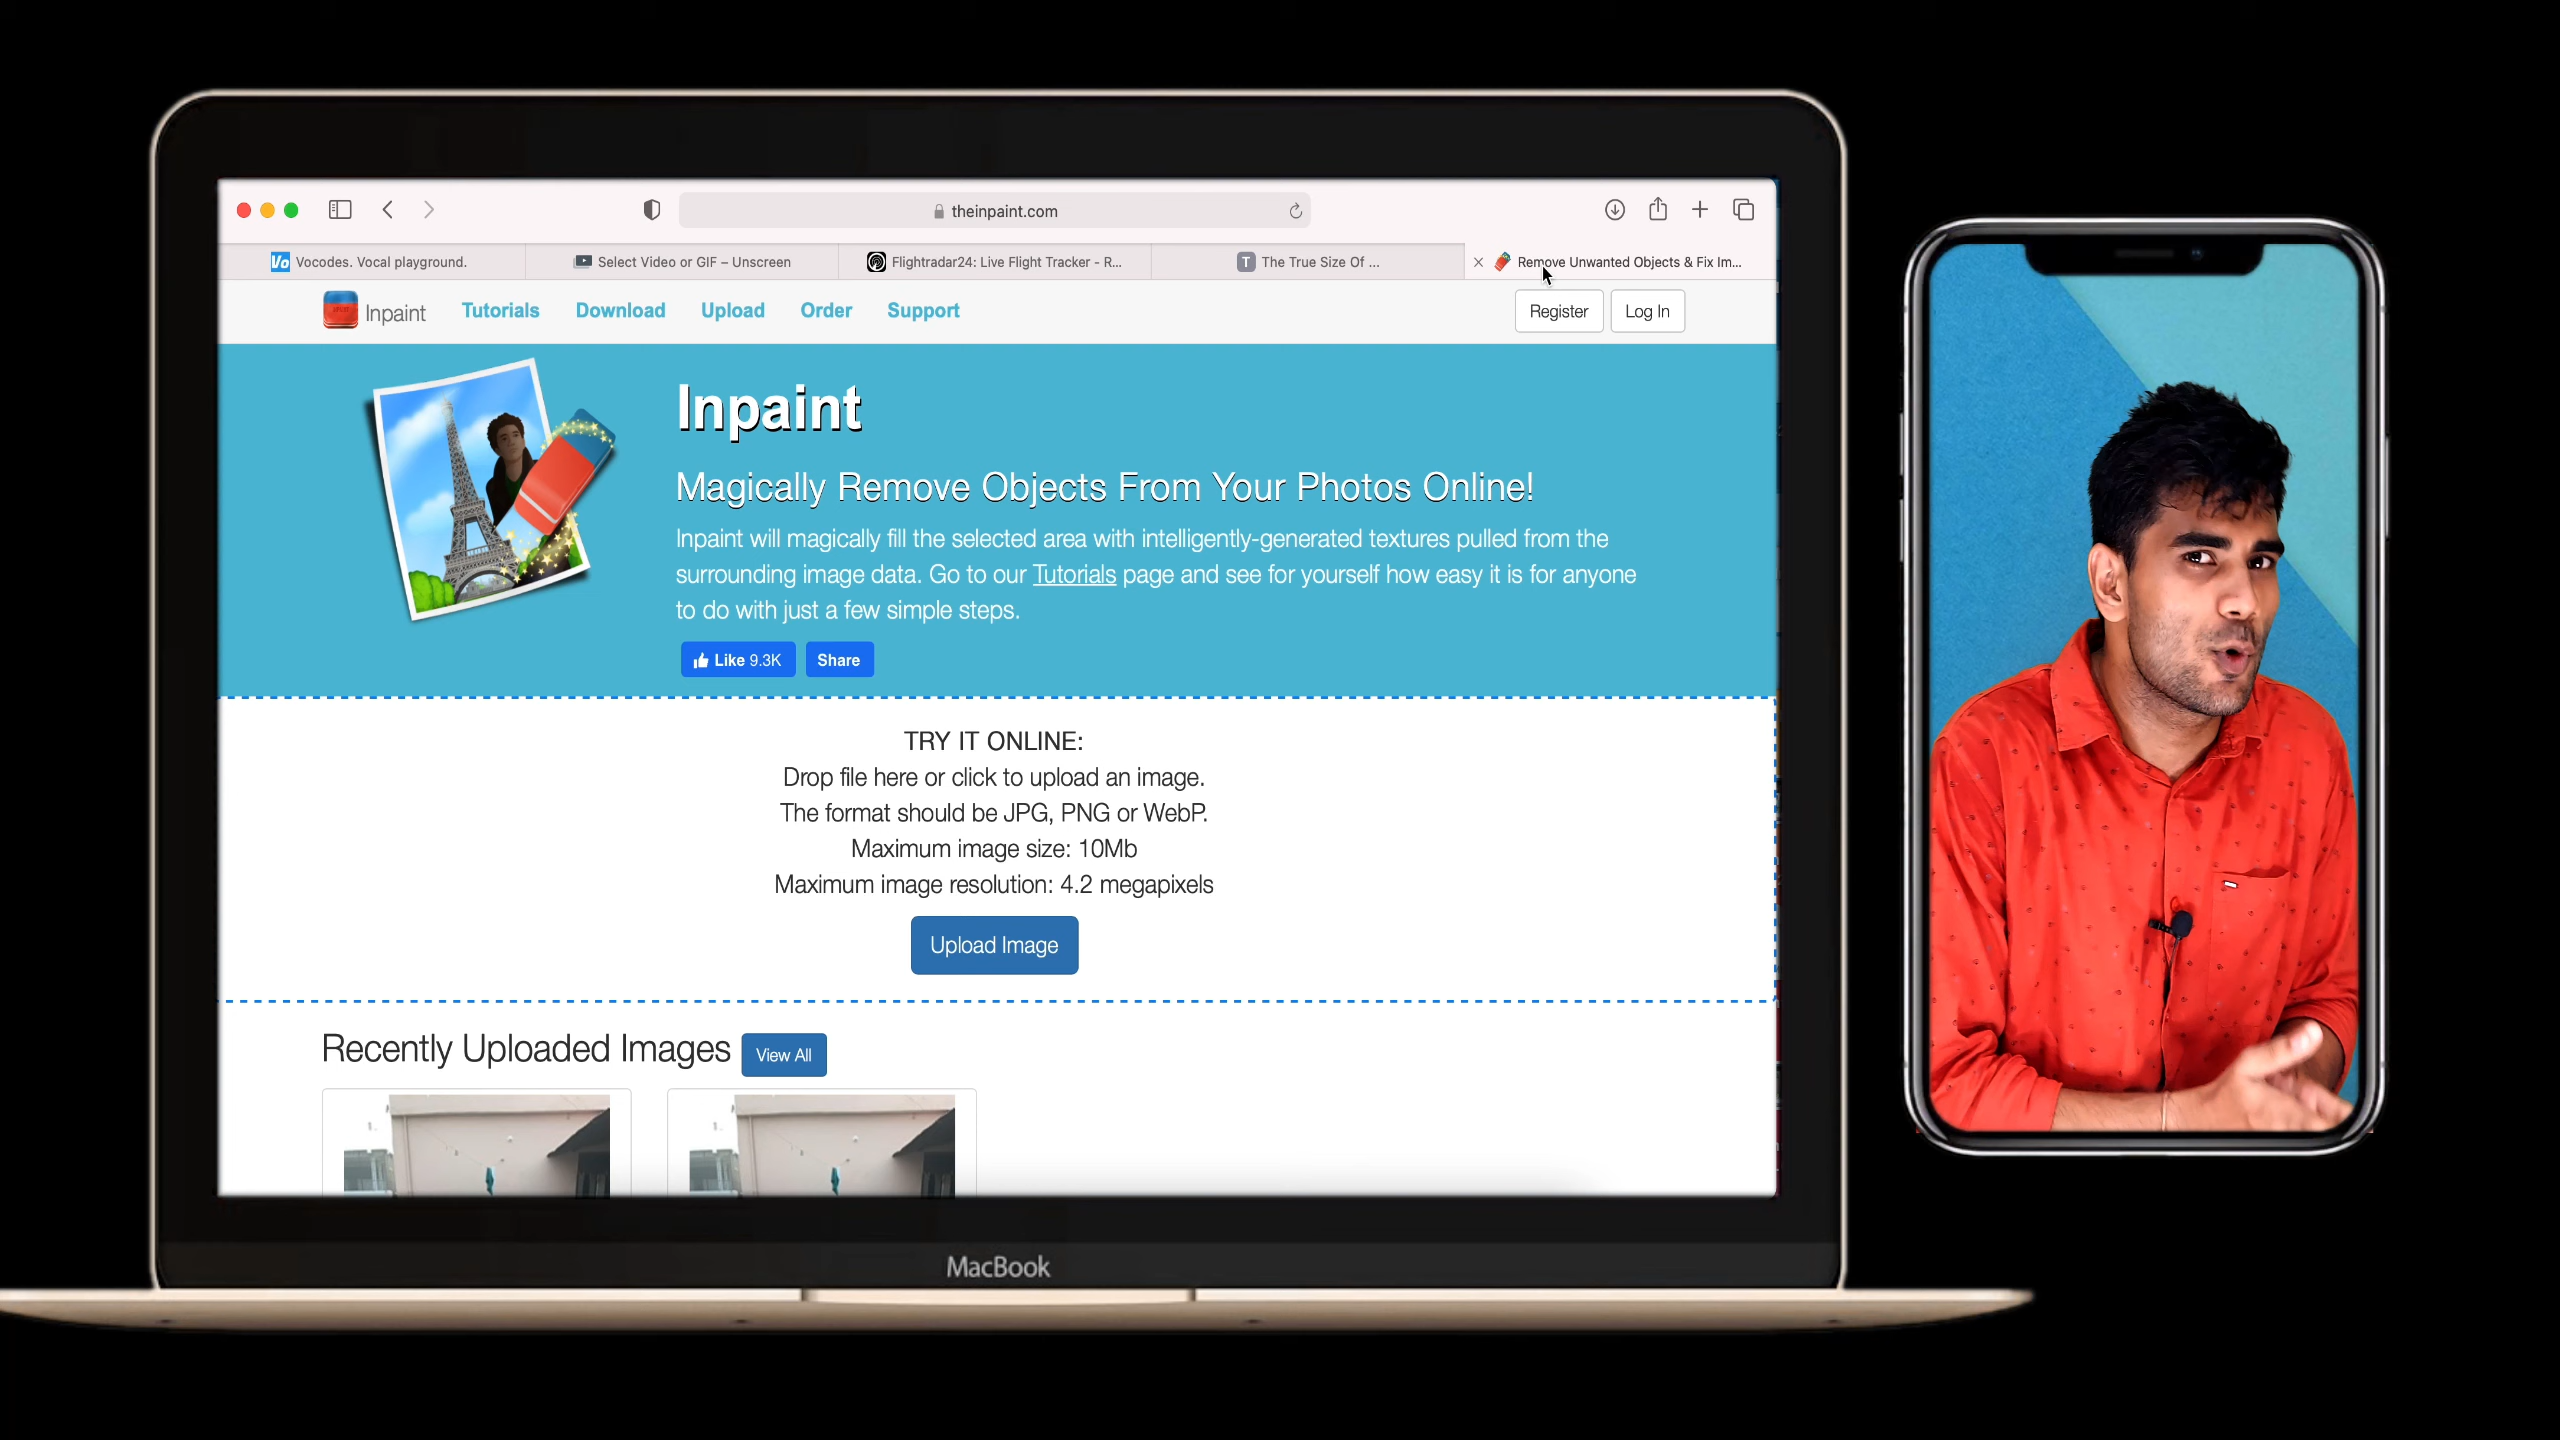 theinpaint.com
Vocodes. Vocal playground.
Select Video or GIF – Unscreen
Flightradar24: Live Flight Tracker - R...
T The True Size Of ...
Remove Unwanted Objects & Fix Im...
Inpaint
Tutorials
Download
Upload
Order
Support
Register
Log In
Inpaint
Magically Remove Objects From Your Photos Online!
Inpaint will magically fill the selected area with intelligently-generated textures pulled from the
surrounding image data. Go to our Tutorials page and see for yourself how easy it is for anyone
to do with just a few simple steps.
Like 9.3K
Share
TRY IT ONLINE:
Drop file here or click to upload an image.
The format should be JPG, PNG or WebP.
Maximum image size: 10Mb
Maximum image resolution: 4.2 megapixels
Upload Image
Recently Uploaded Images
View All
MacBook